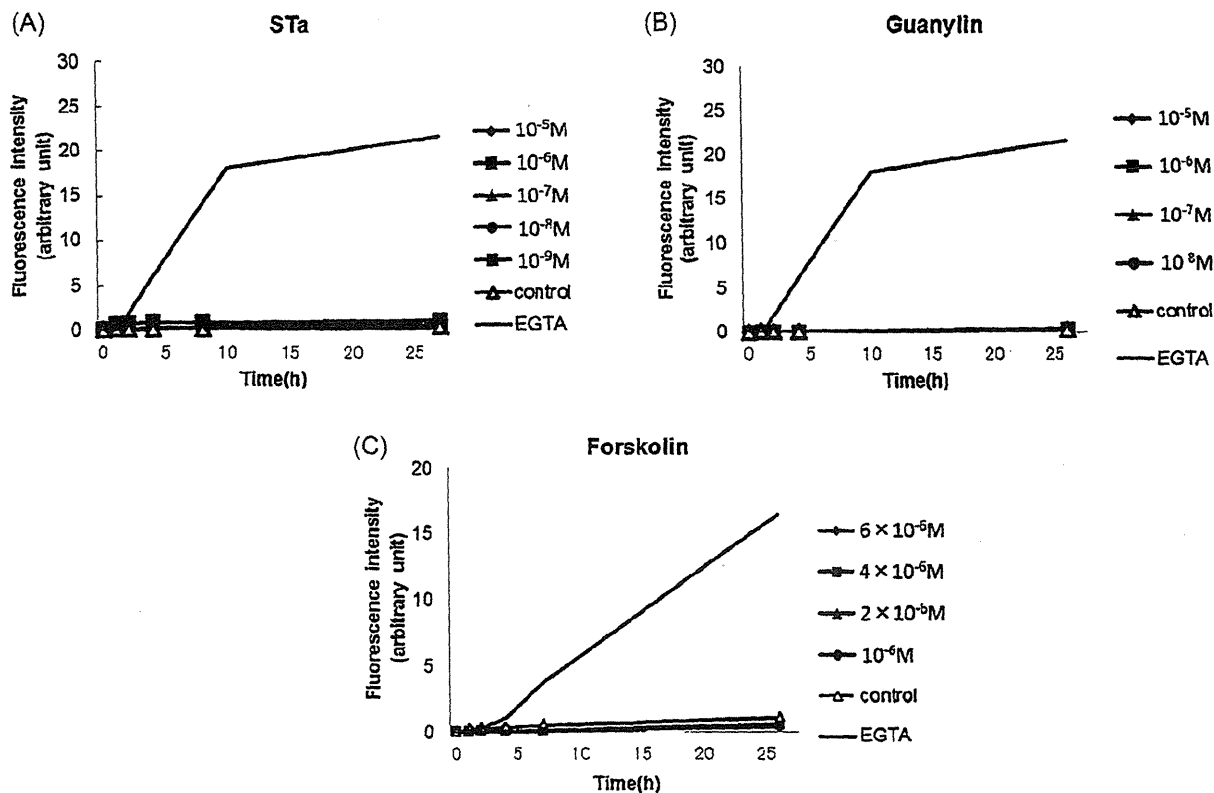 (A)
STa
Fluorescence Intensity
(arbitrary unit)
30
25
20
15
10
5
0
0 5 10 15 20 25
Time(h)
10⁻⁵M
10⁻⁶M
10⁻⁷M
10⁻⁸M
10⁻⁹M
control
EGTA
(B)
Guanylin
Fluorescence Intensity
(arbitrary unit)
30
25
20
15
10
5
0
0 5 10 15 20 25
Time(h)
10⁻⁵M
10⁻⁶M
10⁻⁷M
10⁻⁸M
control
EGTA
(C)
Forskolin
Fluorescence Intensity
(arbitrary unit)
20
15
10
5
0
0 5 10 15 20 25
Time(h)
6×10⁻⁶M
4×10⁻⁶M
2×10⁻⁶M
10⁻⁶M
control
EGTA